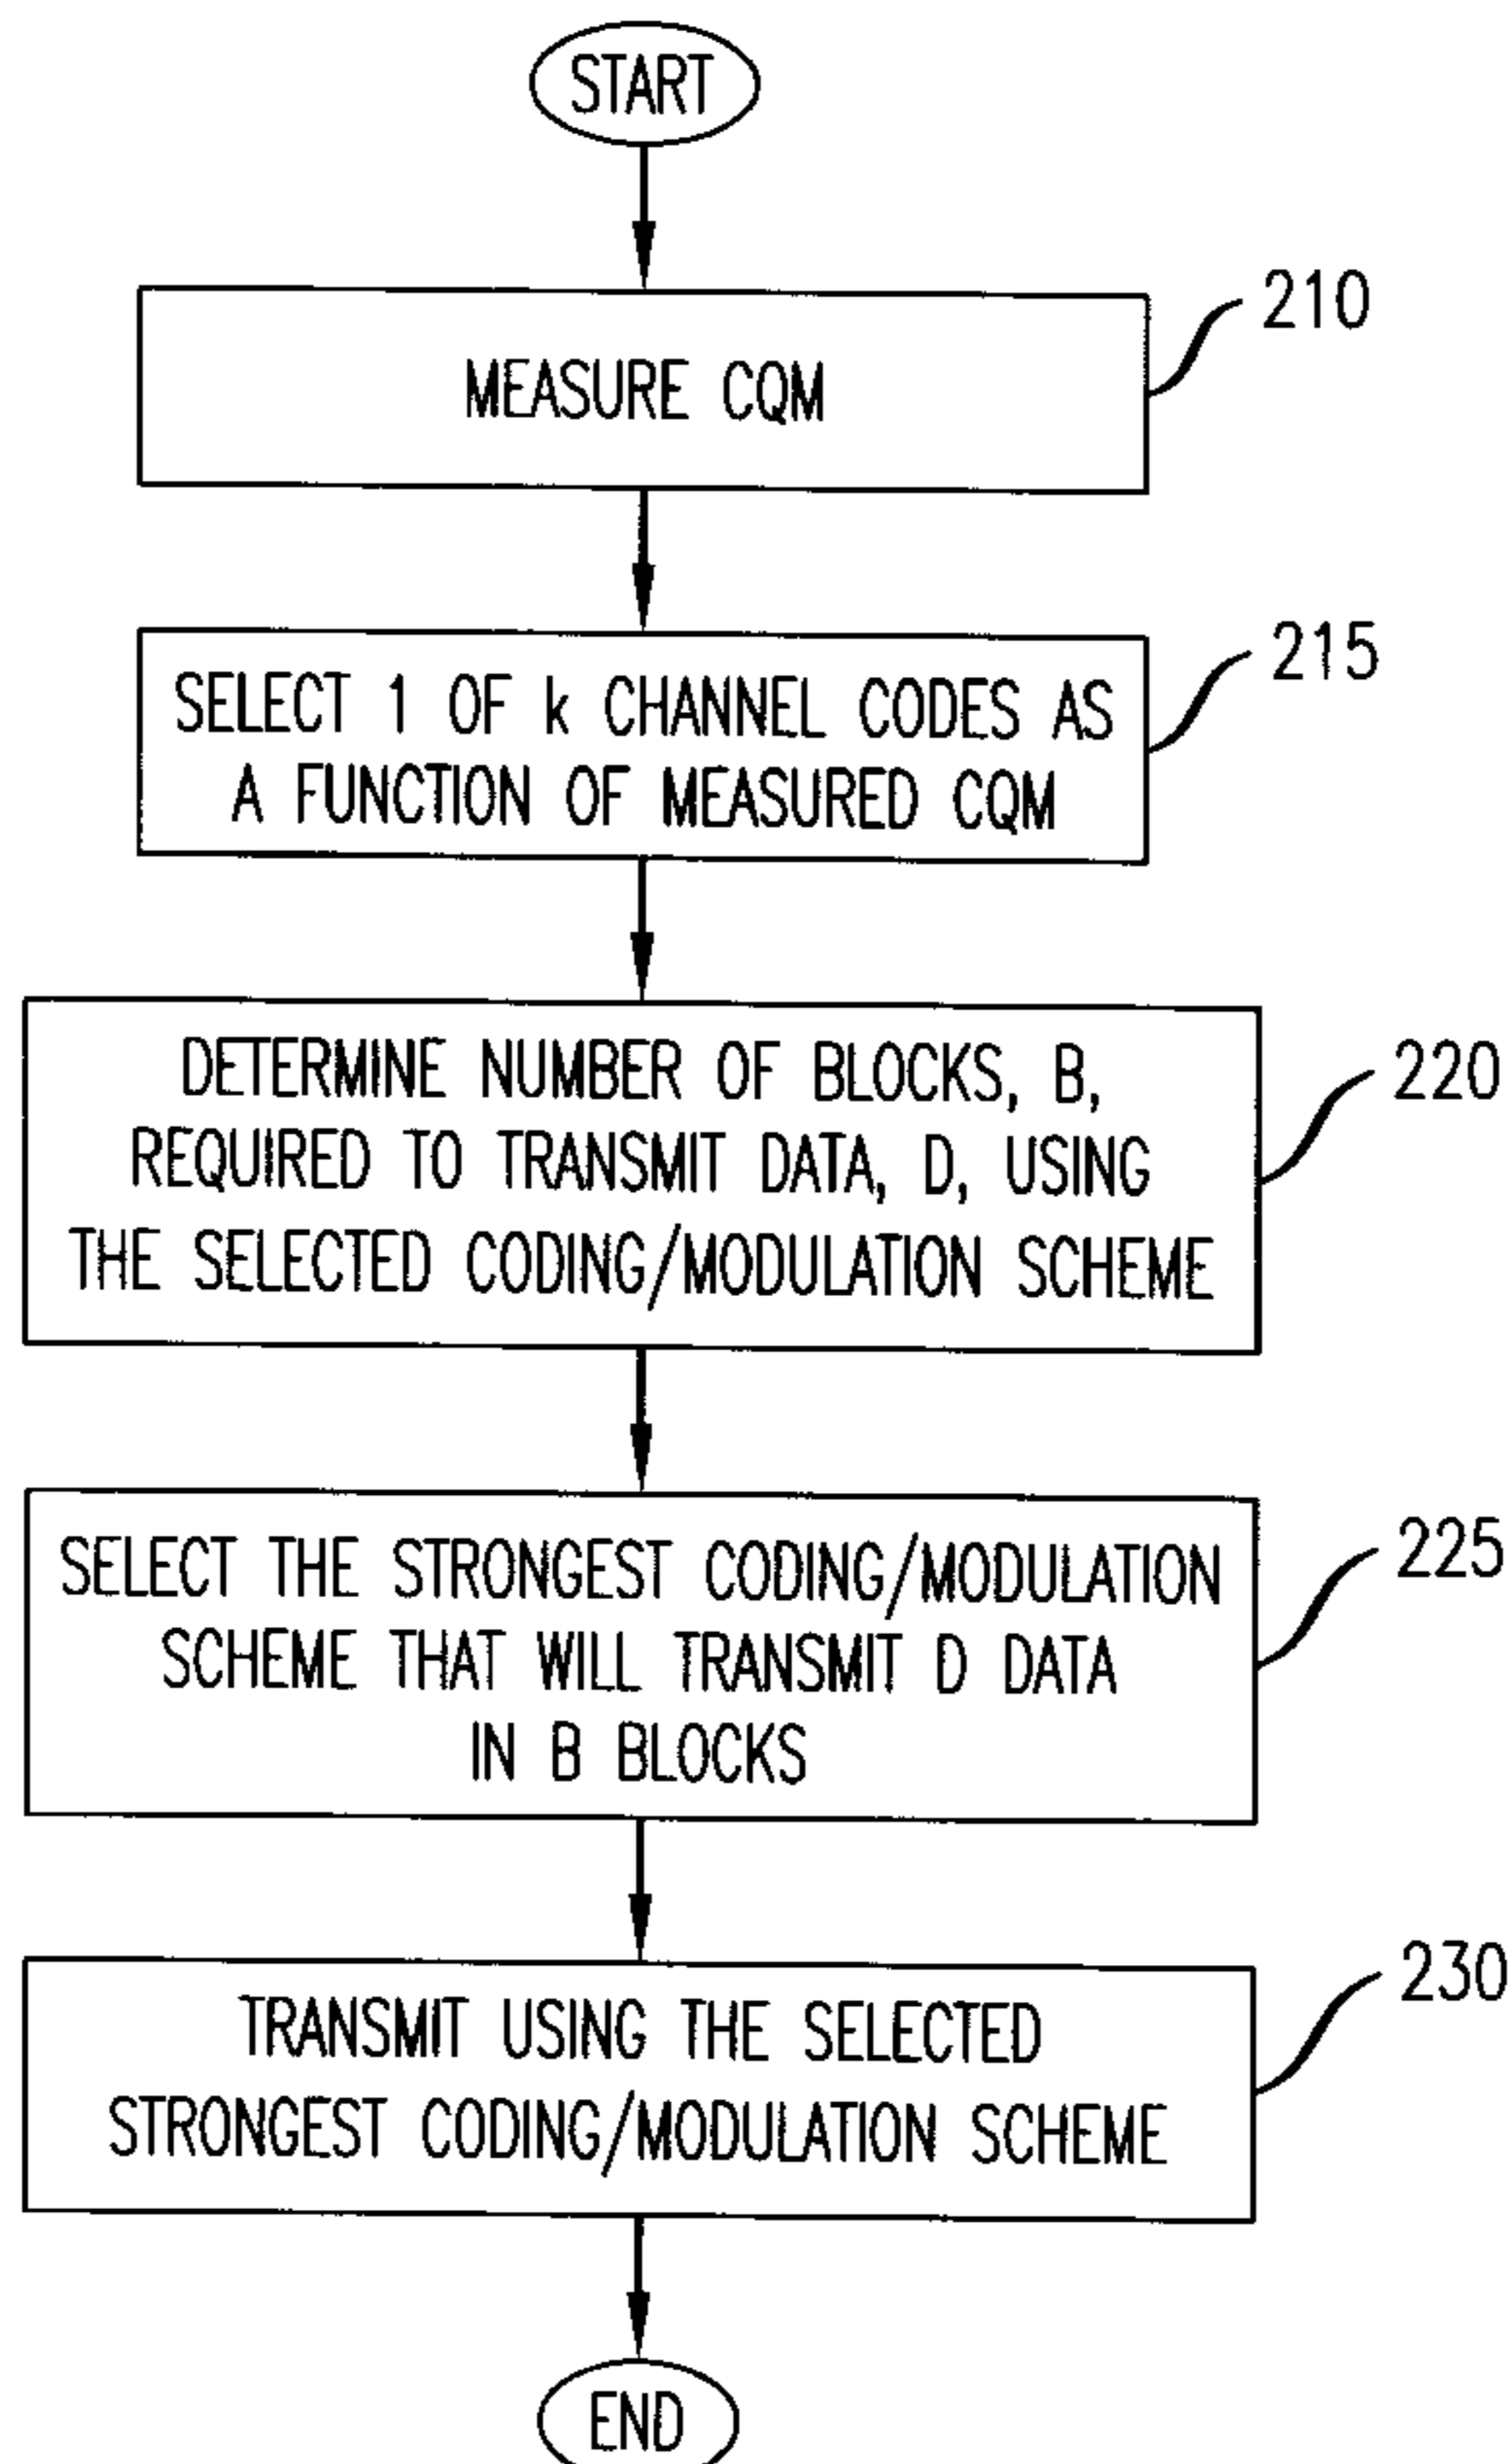 START
MEASURE CQM
210
SELECT 1 OF k CHANNEL CODES AS
A FUNCTION OF MEASURED CQM
215
DETERMINE NUMBER OF BLOCKS, B,
REQUIRED TO TRANSMIT DATA, D, USING
THE SELECTED CODING/MODULATION SCHEME
220
SELECT THE STRONGEST CODING/MODULATION
SCHEME THAT WILL TRANSMIT D DATA
IN B BLOCKS
225
TRANSMIT USING THE SELECTED
STRONGEST CODING/MODULATION SCHEME
230
END